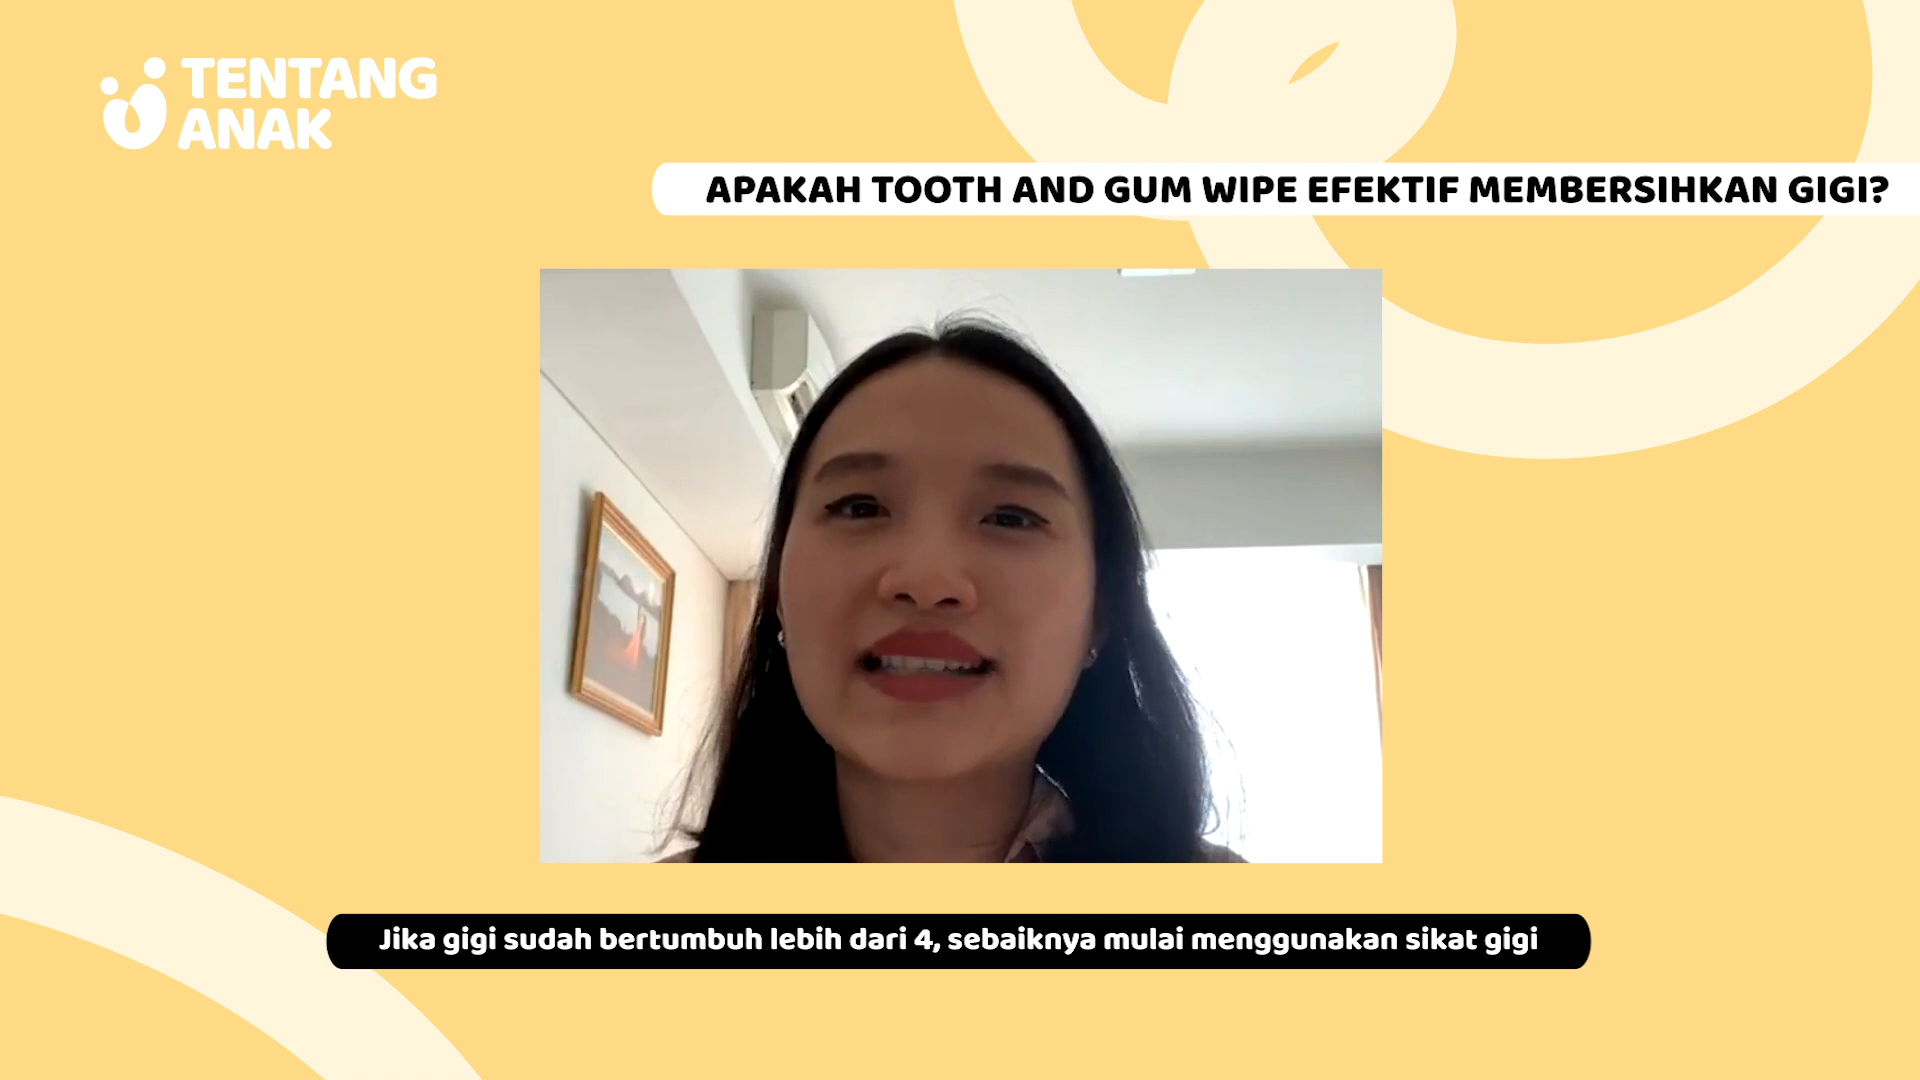 TENTANG
ANAK
APAKAH TOOTH AND GUM WIPE EFEKTIF MEMBERSIHKAN GIGI?
Jika gigi sudah bertumbuh lebih dari 4, sebaiknya mulai menggunakan sikat gigi